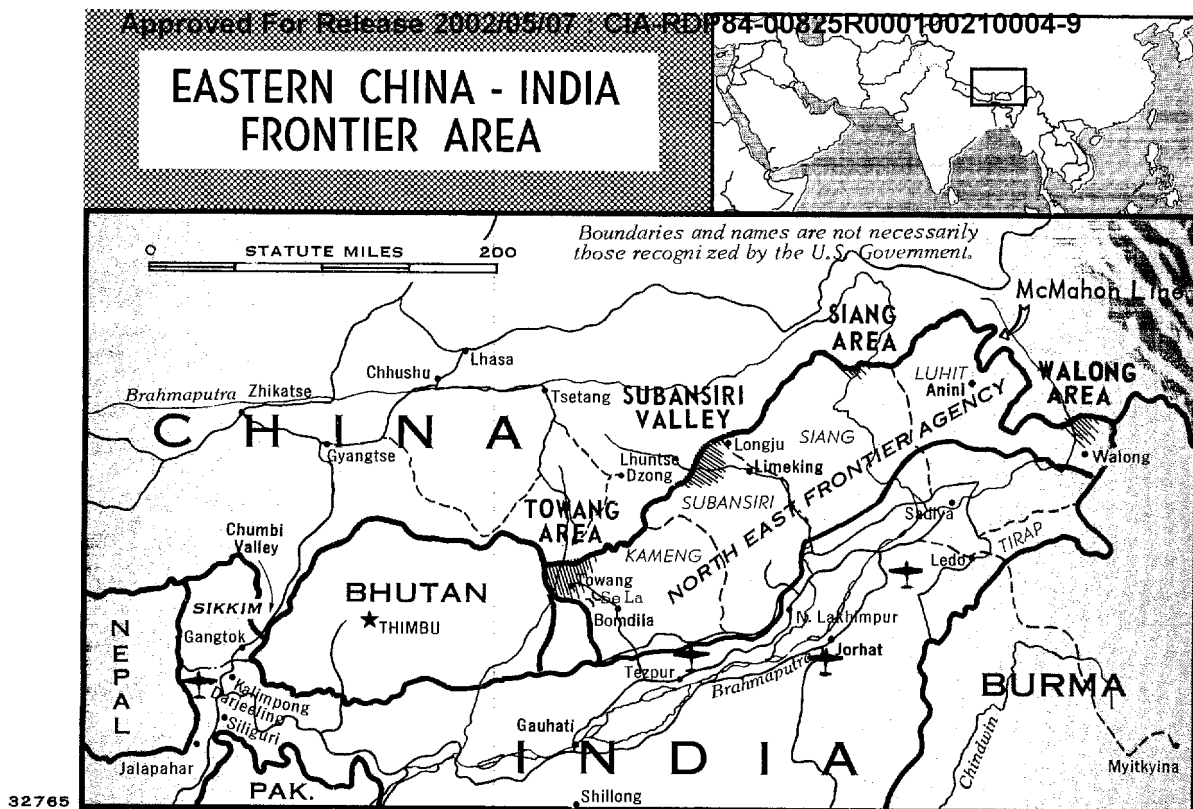 Approved For Release 2002/05/07 : CIA-RDP84-00825R000100210004-9
EASTERN CHINA - INDIA
FRONTIER AREA
0 STATUTE MILES 200
Boundaries and names are not necessarily
those recognized by the U.S. Government.
McMahon Line
SIANG
AREA
Lhasa
Chhushu
LUHIT
Anini
WALONG
AREA
Brahmaputra
Zhikatse
Tsetang
SUBANSIRI
VALLEY
CHINA
Gyangtse
Longju
SIANG
Walong
Lhuntse
Dzong
Limeking
NORTH EAST FRONTIER AGENCY
SUBANSIRI
Sadiya
TOWANG
AREA
Chumbi
Valley
KAMENG
TIRAP
Ledo
BHUTAN
THIMBU
Towang
Se La
Bomdila
SIKKIM
N. Lakhimpur
Gangtok
NEPAL
Jorhat
Tezpur
Brahmaputra
BURMA
Kalimpong
Darjeeling
Siliguri
Gauhati
INDIA
Chindwin
Jalapahar
Myitkyina
PAK.
Shillong
32765